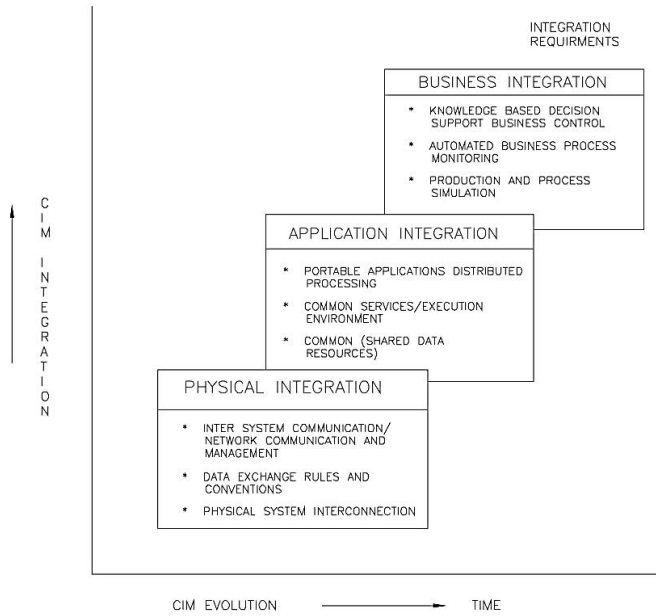 INTEGRATION
REQUIRMENTS
BUSINESS INTEGRATION
* KNOWLEDGE BASED DECISION
SUPPORT BUSINESS CONTROL
* AUTOMATED BUSINESS PROCESS
MONITORING
* PRODUCTION AND PROCESS
SIMULATION
APPLICATION INTEGRATION
* PORTABLE APPLICATIONS DISTRIBUTED
PROCESSING
* COMMON SERVICES/EXECUTION
ENVIRONMENT
* COMMON (SHARED DATA
RESOURCES)
PHYSICAL INTEGRATION
* INTER SYSTEM COMMUNICATION/
NETWORK COMMUNICATION AND
MANAGEMENT
* DATA EXCHANGE RULES AND
CONVENTIONS
* PHYSICAL SYSTEM INTERCONNECTION
CIM INTEGRATION
CIM EVOLUTION TIME